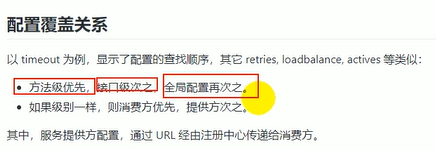 配置覆盖关系
以 timeout 为例，显示了配置的查找顺序，其它 retries, loadbalance, actives 等类似：
• 方法级优先，接口级次之，全局配置再次之。
• 如果级别一样，则消费方优先，提供方次之。
其中，服务提供方配置，通过 URL 经由注册中心传递给消费方。